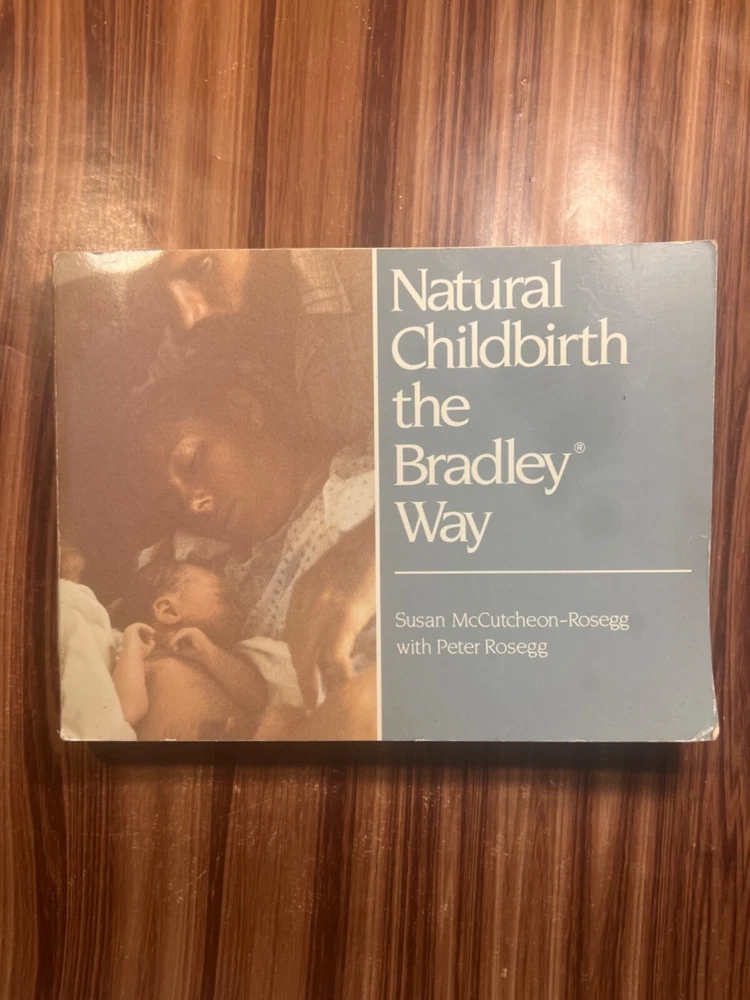 Natural
Childbirth
the
Bradley®
Way
Susan McCutcheon-Rosegg
with Peter Rosegg